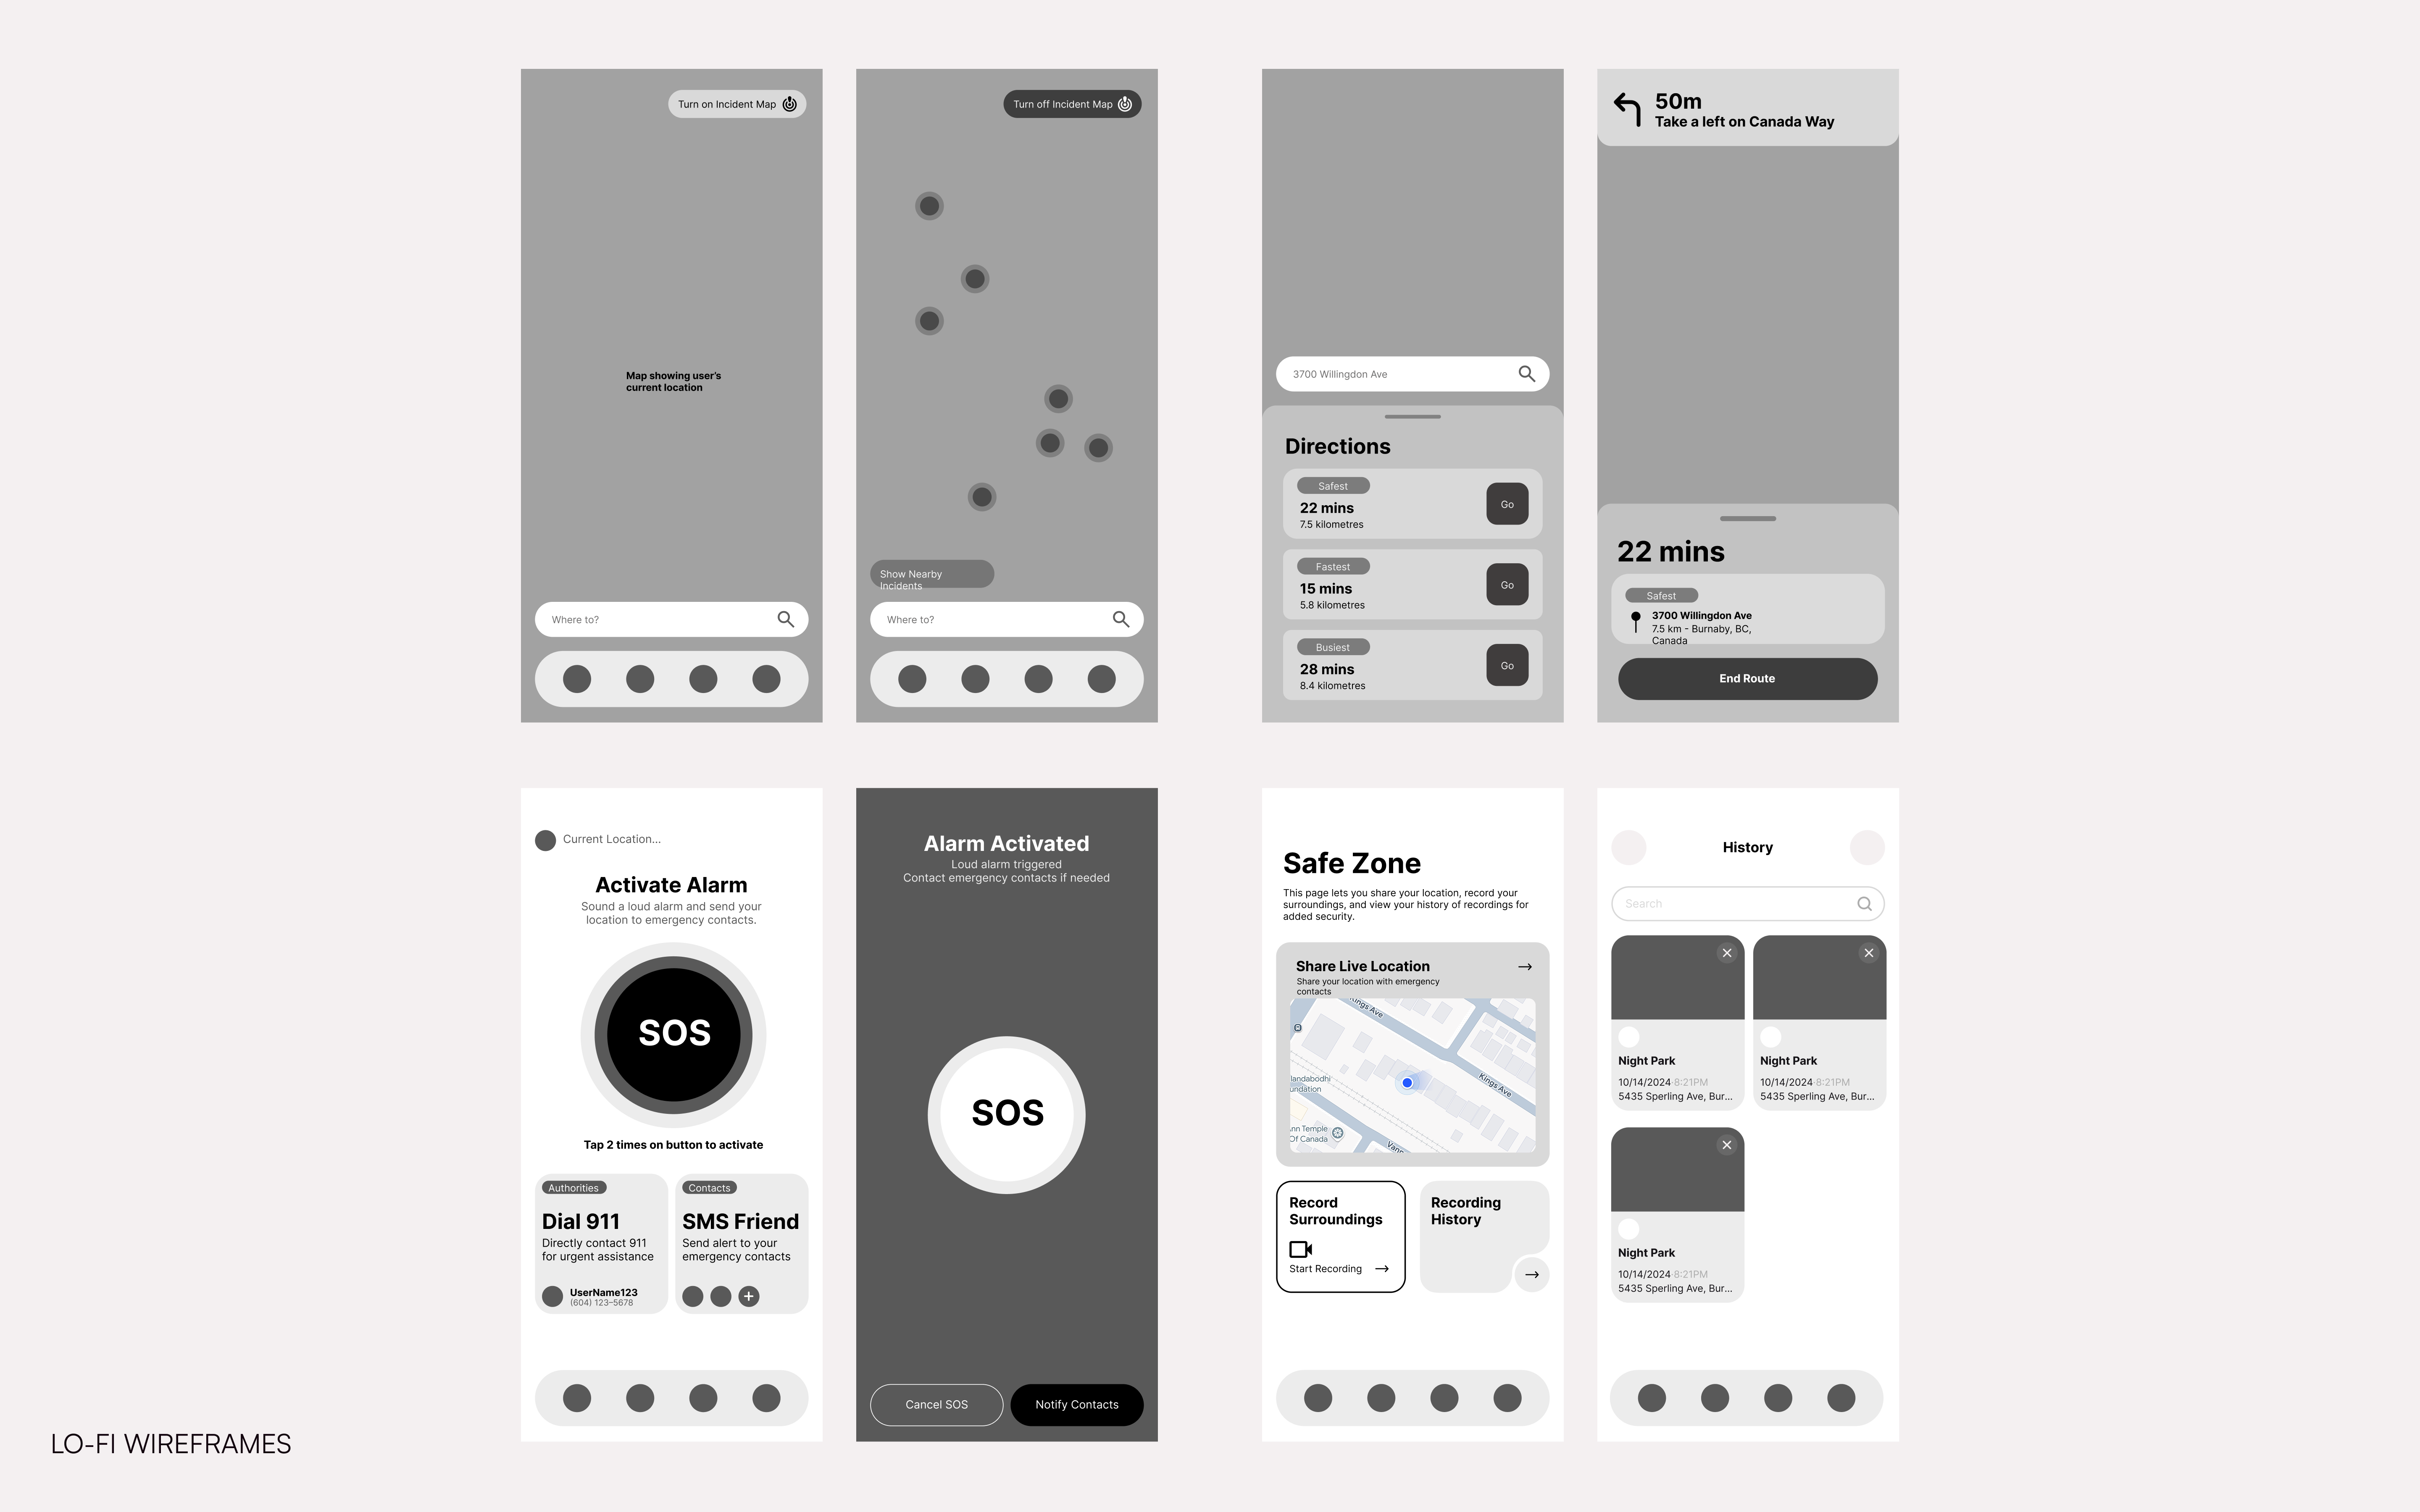 Turn on Incident Map
Map showing user's
current location
Where to?
Turn off Incident Map
Show Nearby
Incidents
Where to?
3700 Willingdon Ave
Directions
Safest
22 mins
7.5 kilometres
Go
Fastest
15 mins
5.8 kilometres
Go
Busiest
28 mins
8.4 kilometres
Go
50m
Take a left on Canada Way
22 mins
Safest
3700 Willingdon Ave
7.5 km - Burnaby, BC,
Canada
End Route
Current Location...
Activate Alarm
Sound a loud alarm and send your
location to emergency contacts.
SOS
Tap 2 times on button to activate
Authorities
Dial 911
Directly contact 911
for urgent assistance
UserName123
(604) 123-5678
Contacts
SMS Friend
Send alert to your
emergency contacts
Alarm Activated
Loud alarm triggered
Contact emergency contacts if needed
SOS
Cancel SOS
Notify Contacts
Safe Zone
This page lets you share your location, record your
surroundings, and view your history of recordings for
added security.
Share Live Location
Share your location with emergency
contacts
Kings Ave
Kings Ave
landabodhi
undation
nn Temple
Of Canada
Vann
Record
Surroundings
Start Recording
Recording
History
History
Search
Night Park
10/14/2024 8:21PM
5435 Sperling Ave, Bur...
Night Park
10/14/2024 8:21PM
5435 Sperling Ave, Bur...
Night Park
10/14/2024 8:21PM
5435 Sperling Ave, Bur...
LO-FI WIREFRAMES